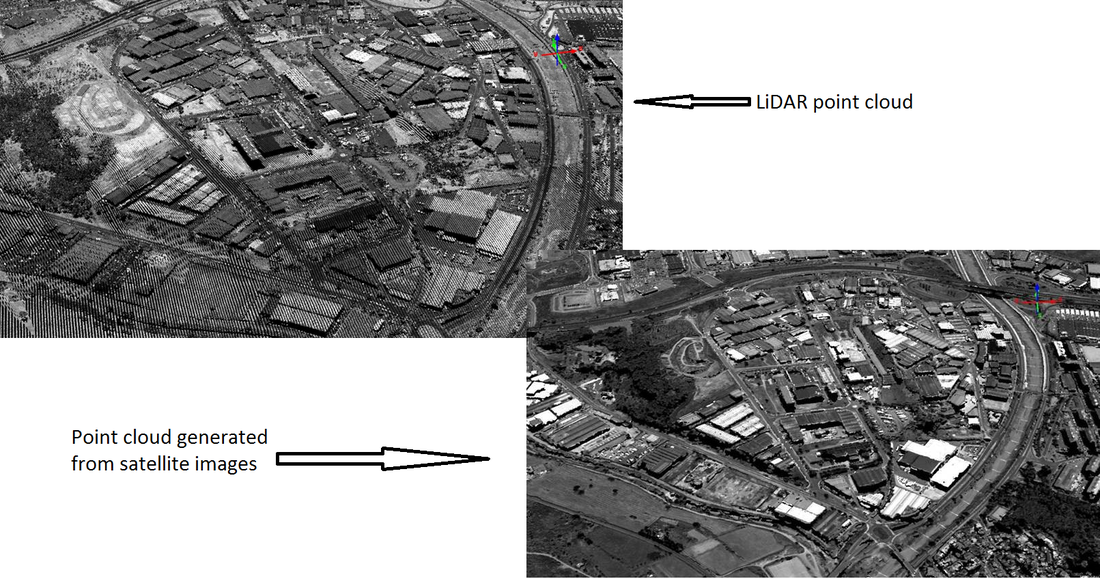 LiDAR point cloud
Point cloud generated
from satellite images